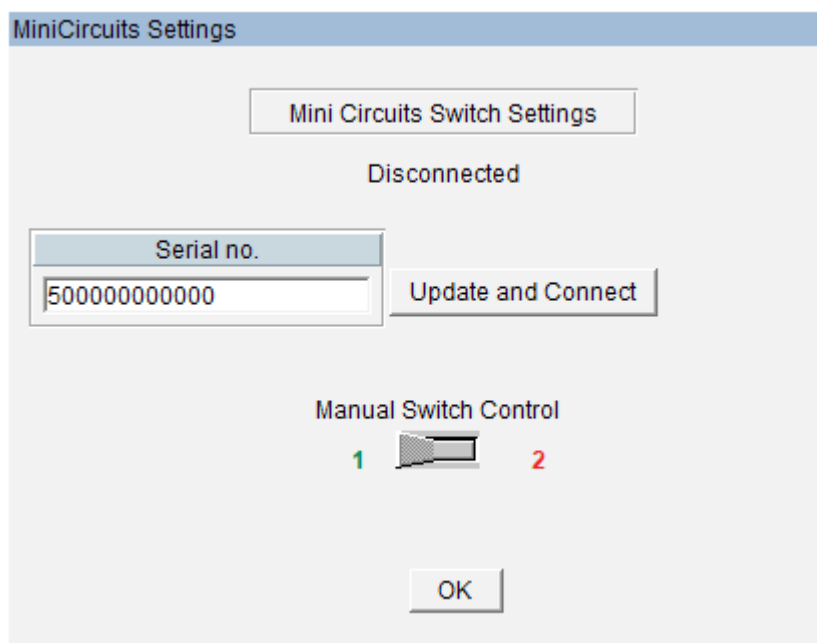 MiniCircuits Settings
Mini Circuits Switch Settings
Disconnected
Serial no.
500000000000
Update and Connect
Manual Switch Control
1 2
OK